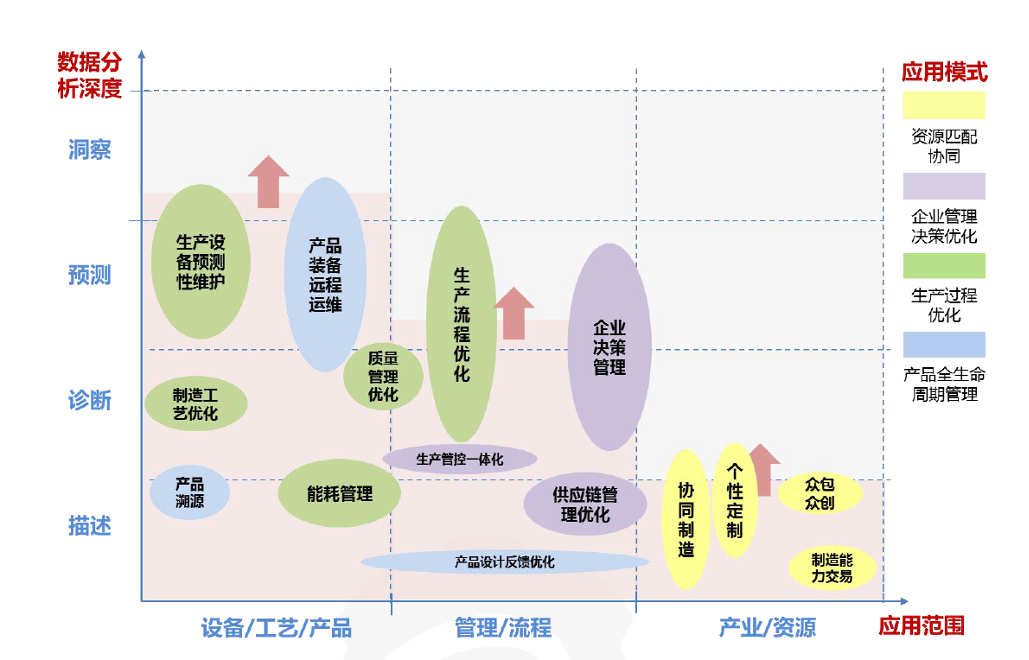 数据分
析深度
洞察
预测
诊断
描述
生产设
备预测
性维护
产品
装备
远程
运维
质量
管理
优化
制造工
艺优化
产品
溯源
能耗管理
生
产
流
程
优
化
企业
决策
管理
生产管控一体化
供应链管
理优化
产品设计反馈优化
协
同
制
造
个
性
定
制
众包
众创
制造能
力交易
设备/工艺/产品
管理/流程
产业/资源
应用范围
应用模式
资源匹配
协同
企业管理
决策优化
生产过程
优化
产品全生命
周期管理